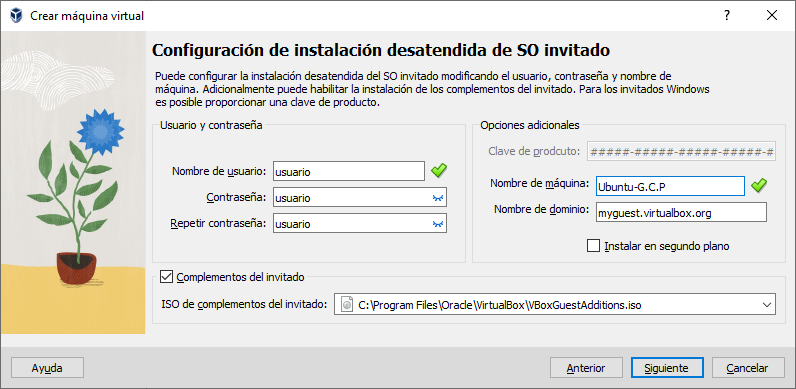 Crear máquina virtual
Configuración de instalación desatendida de SO invitado
Puede configurar la instalación desatendida del SO invitado modificando el usuario, contraseña y nombre de
máquina. Adicionalmente puede habilitar la instalación de los complementos del invitado. Para los invitados Windows
es posible proporcionar una clave de producto.
Usuario y contraseña
Nombre de usuario: usuario
Contraseña: usuario
Repetir contraseña: usuario
Opciones adicionales
Clave de prodcuto: #####-#####-#####-#####-#
Nombre de máquina: Ubuntu-G.C.P
Nombre de dominio: myguest.virtualbox.org
Instalar en segundo plano
Complementos del invitado
ISO de complementos del invitado: C:\Program Files\Oracle\VirtualBox\VBoxGuestAdditions.iso
Ayuda
Anterior
Siguiente
Cancelar